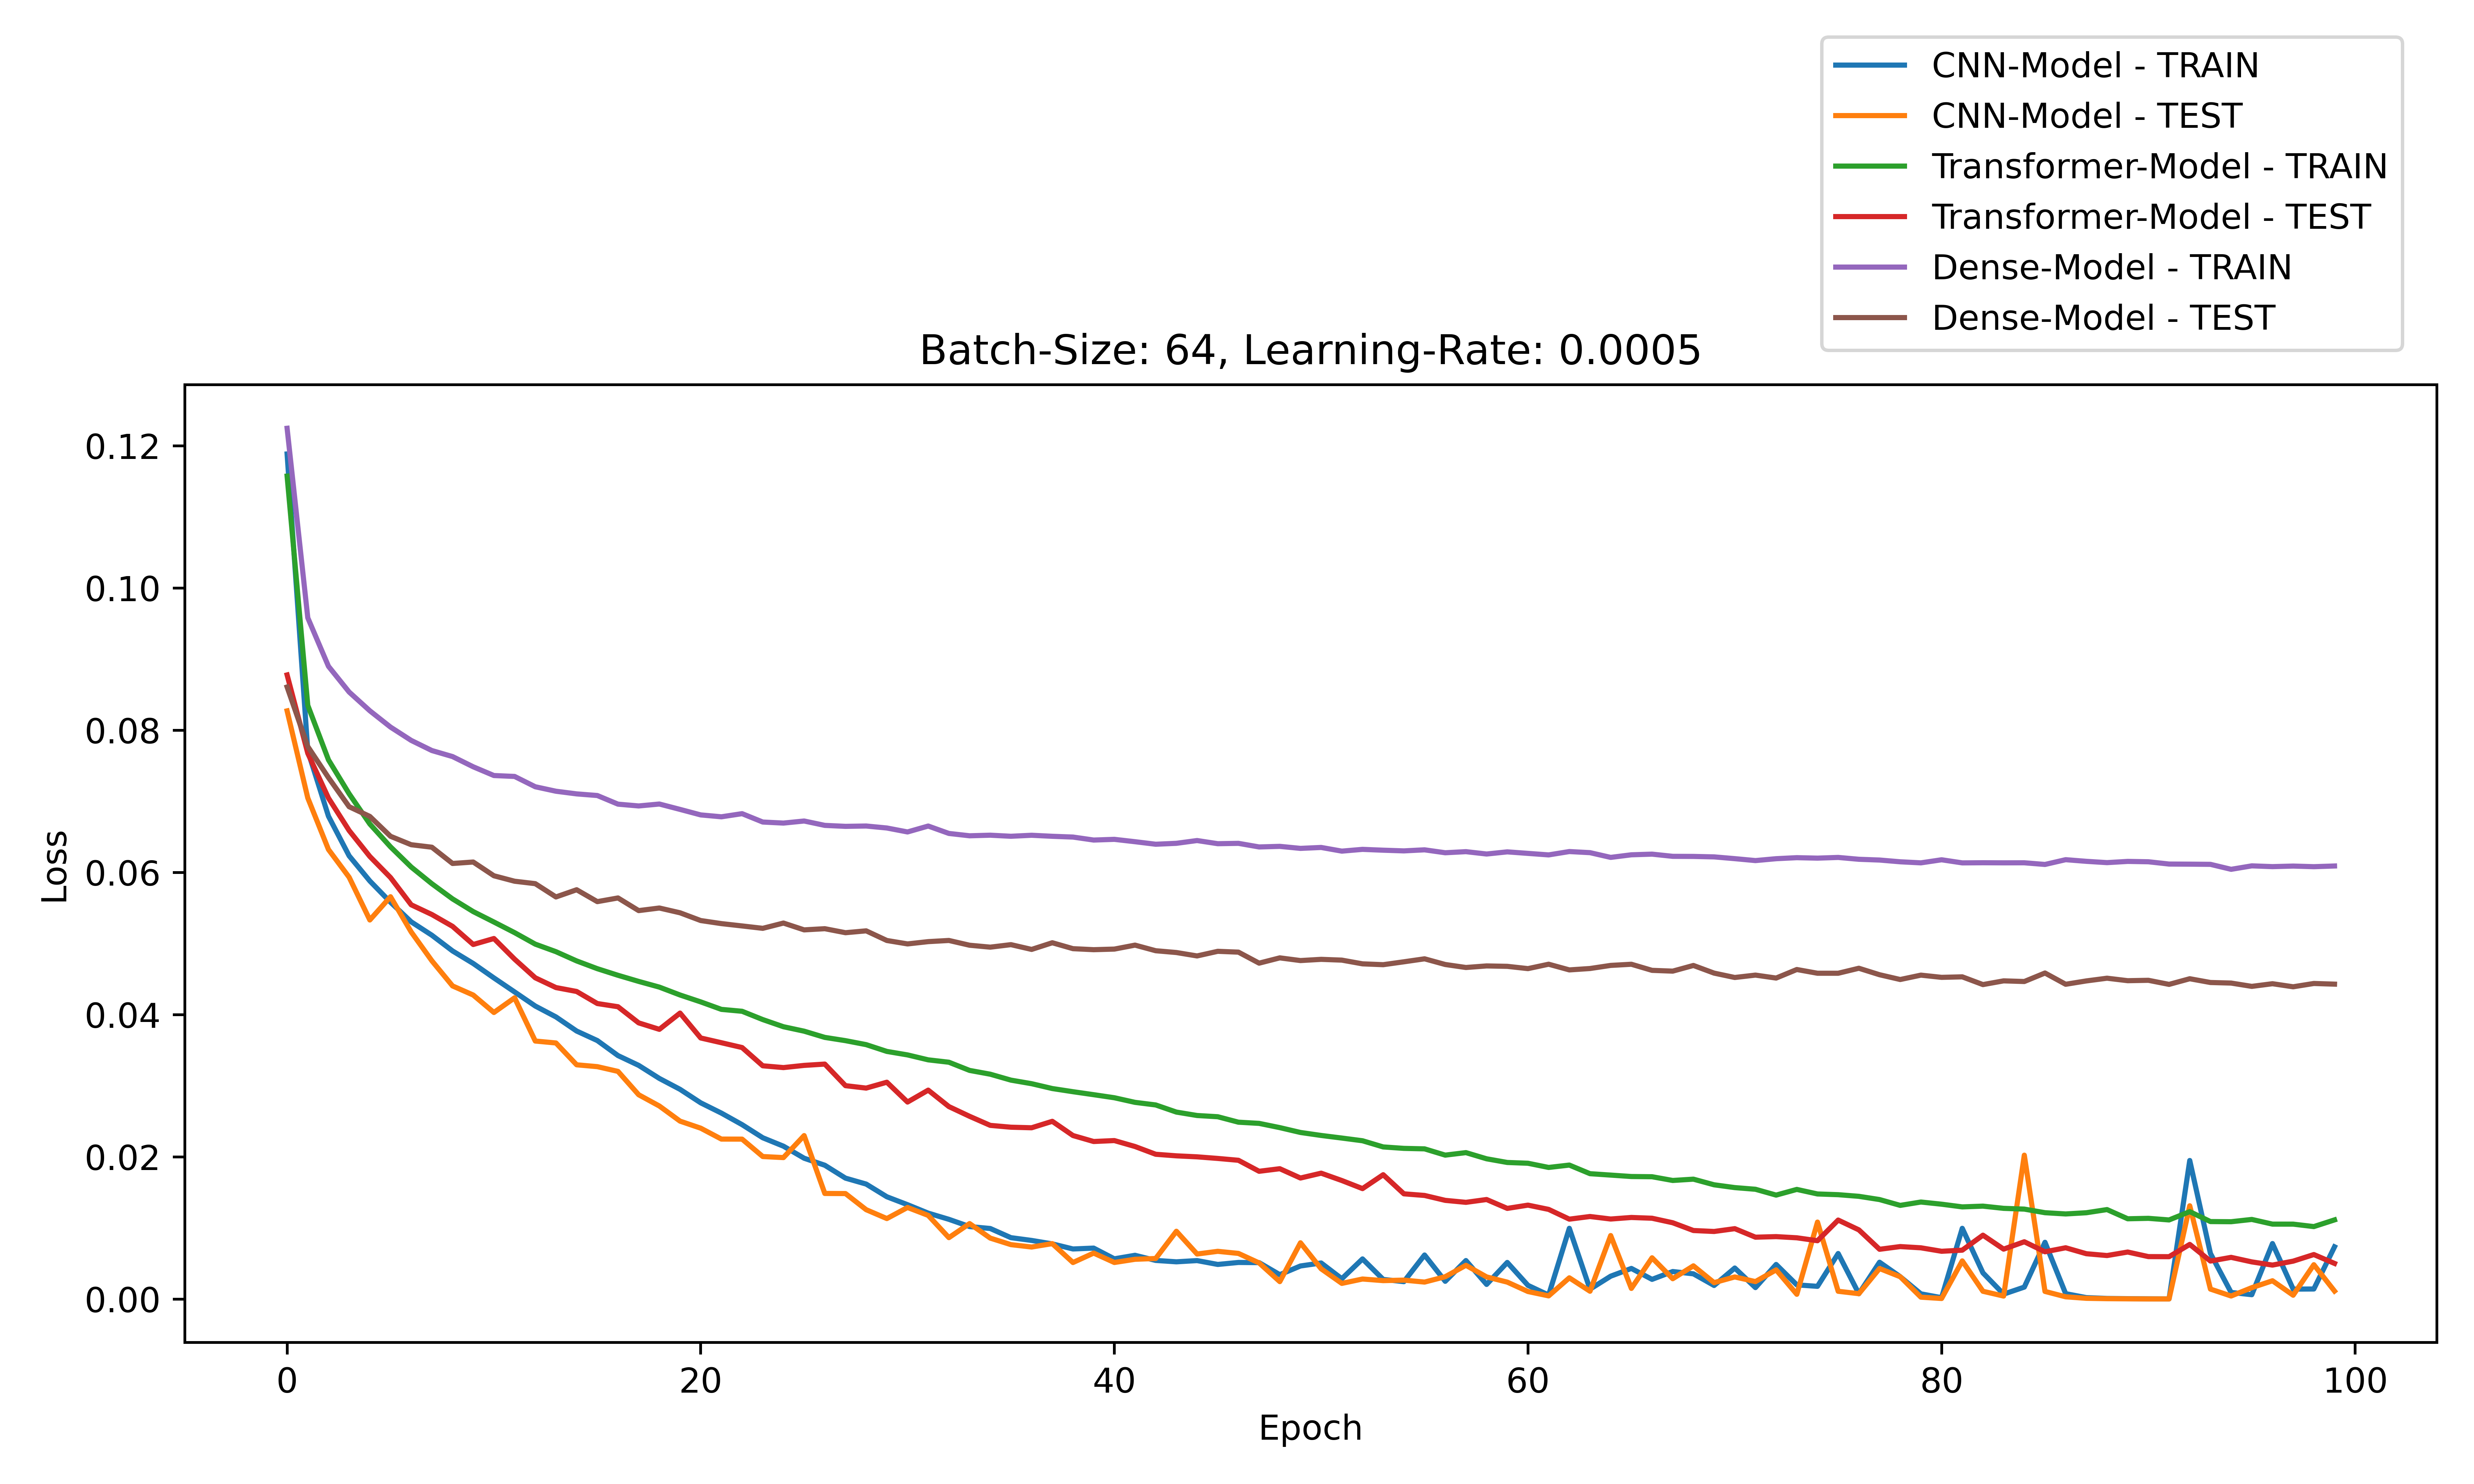 CNN-Model - TRAIN
CNN-Model - TEST
Transformer-Model - TRAIN
Transformer-Model - TEST
Dense-Model - TRAIN
Dense-Model - TEST
Batch-Size: 64, Learning-Rate: 0.0005
0.12
0.10
0.08
0.06
0.04
0.02
0.00
Loss
0 20 40 60 80 100
Epoch